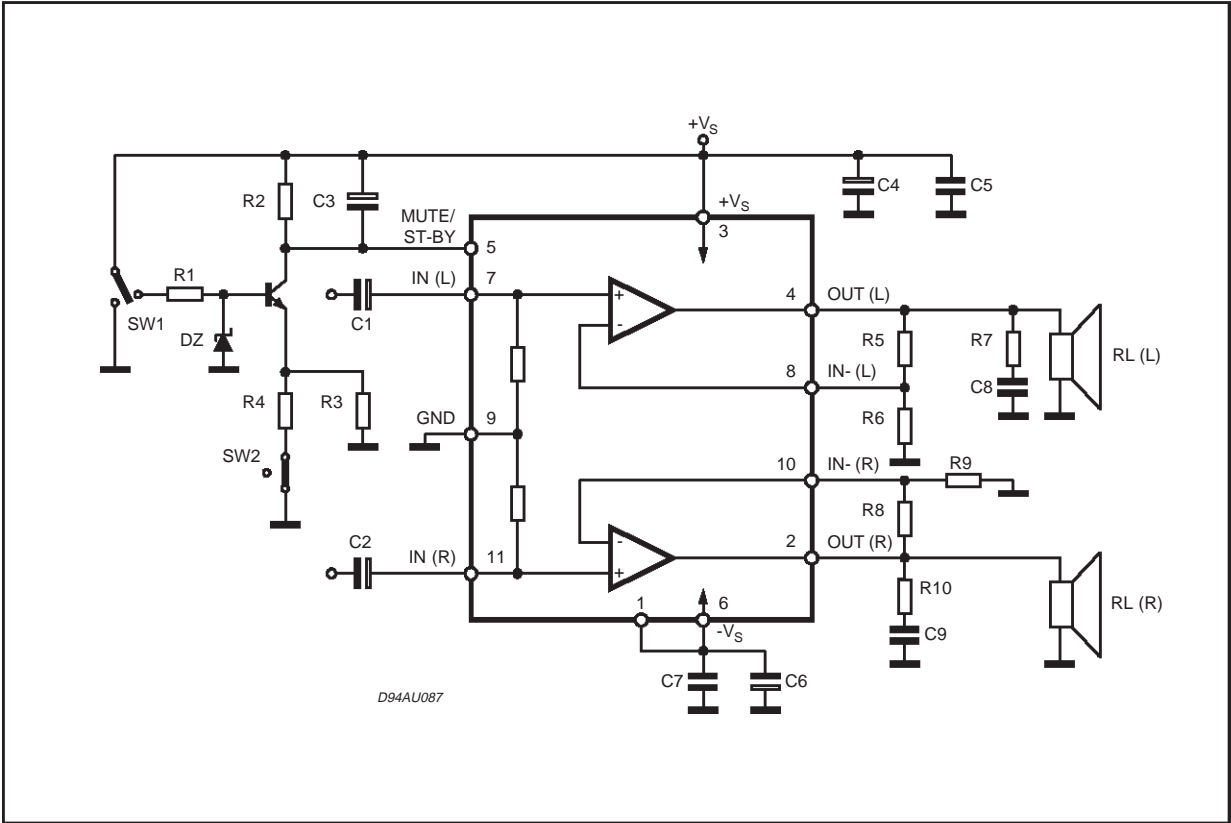 +VS
C4
C5
R2
C3
MUTE/
ST-BY
+VS
3
5
IN (L)
7
R1
SW1
C1
+
-
4
OUT (L)
DZ
R5
R7
RL (L)
8
IN- (L)
C8
R4
R3
GND
9
R6
SW2
10
IN- (R)
R9
R8
C2
IN (R)
11
-
+
2
OUT (R)
R10
RL (R)
1
6
-VS
C9
C7
C6
D94AU087